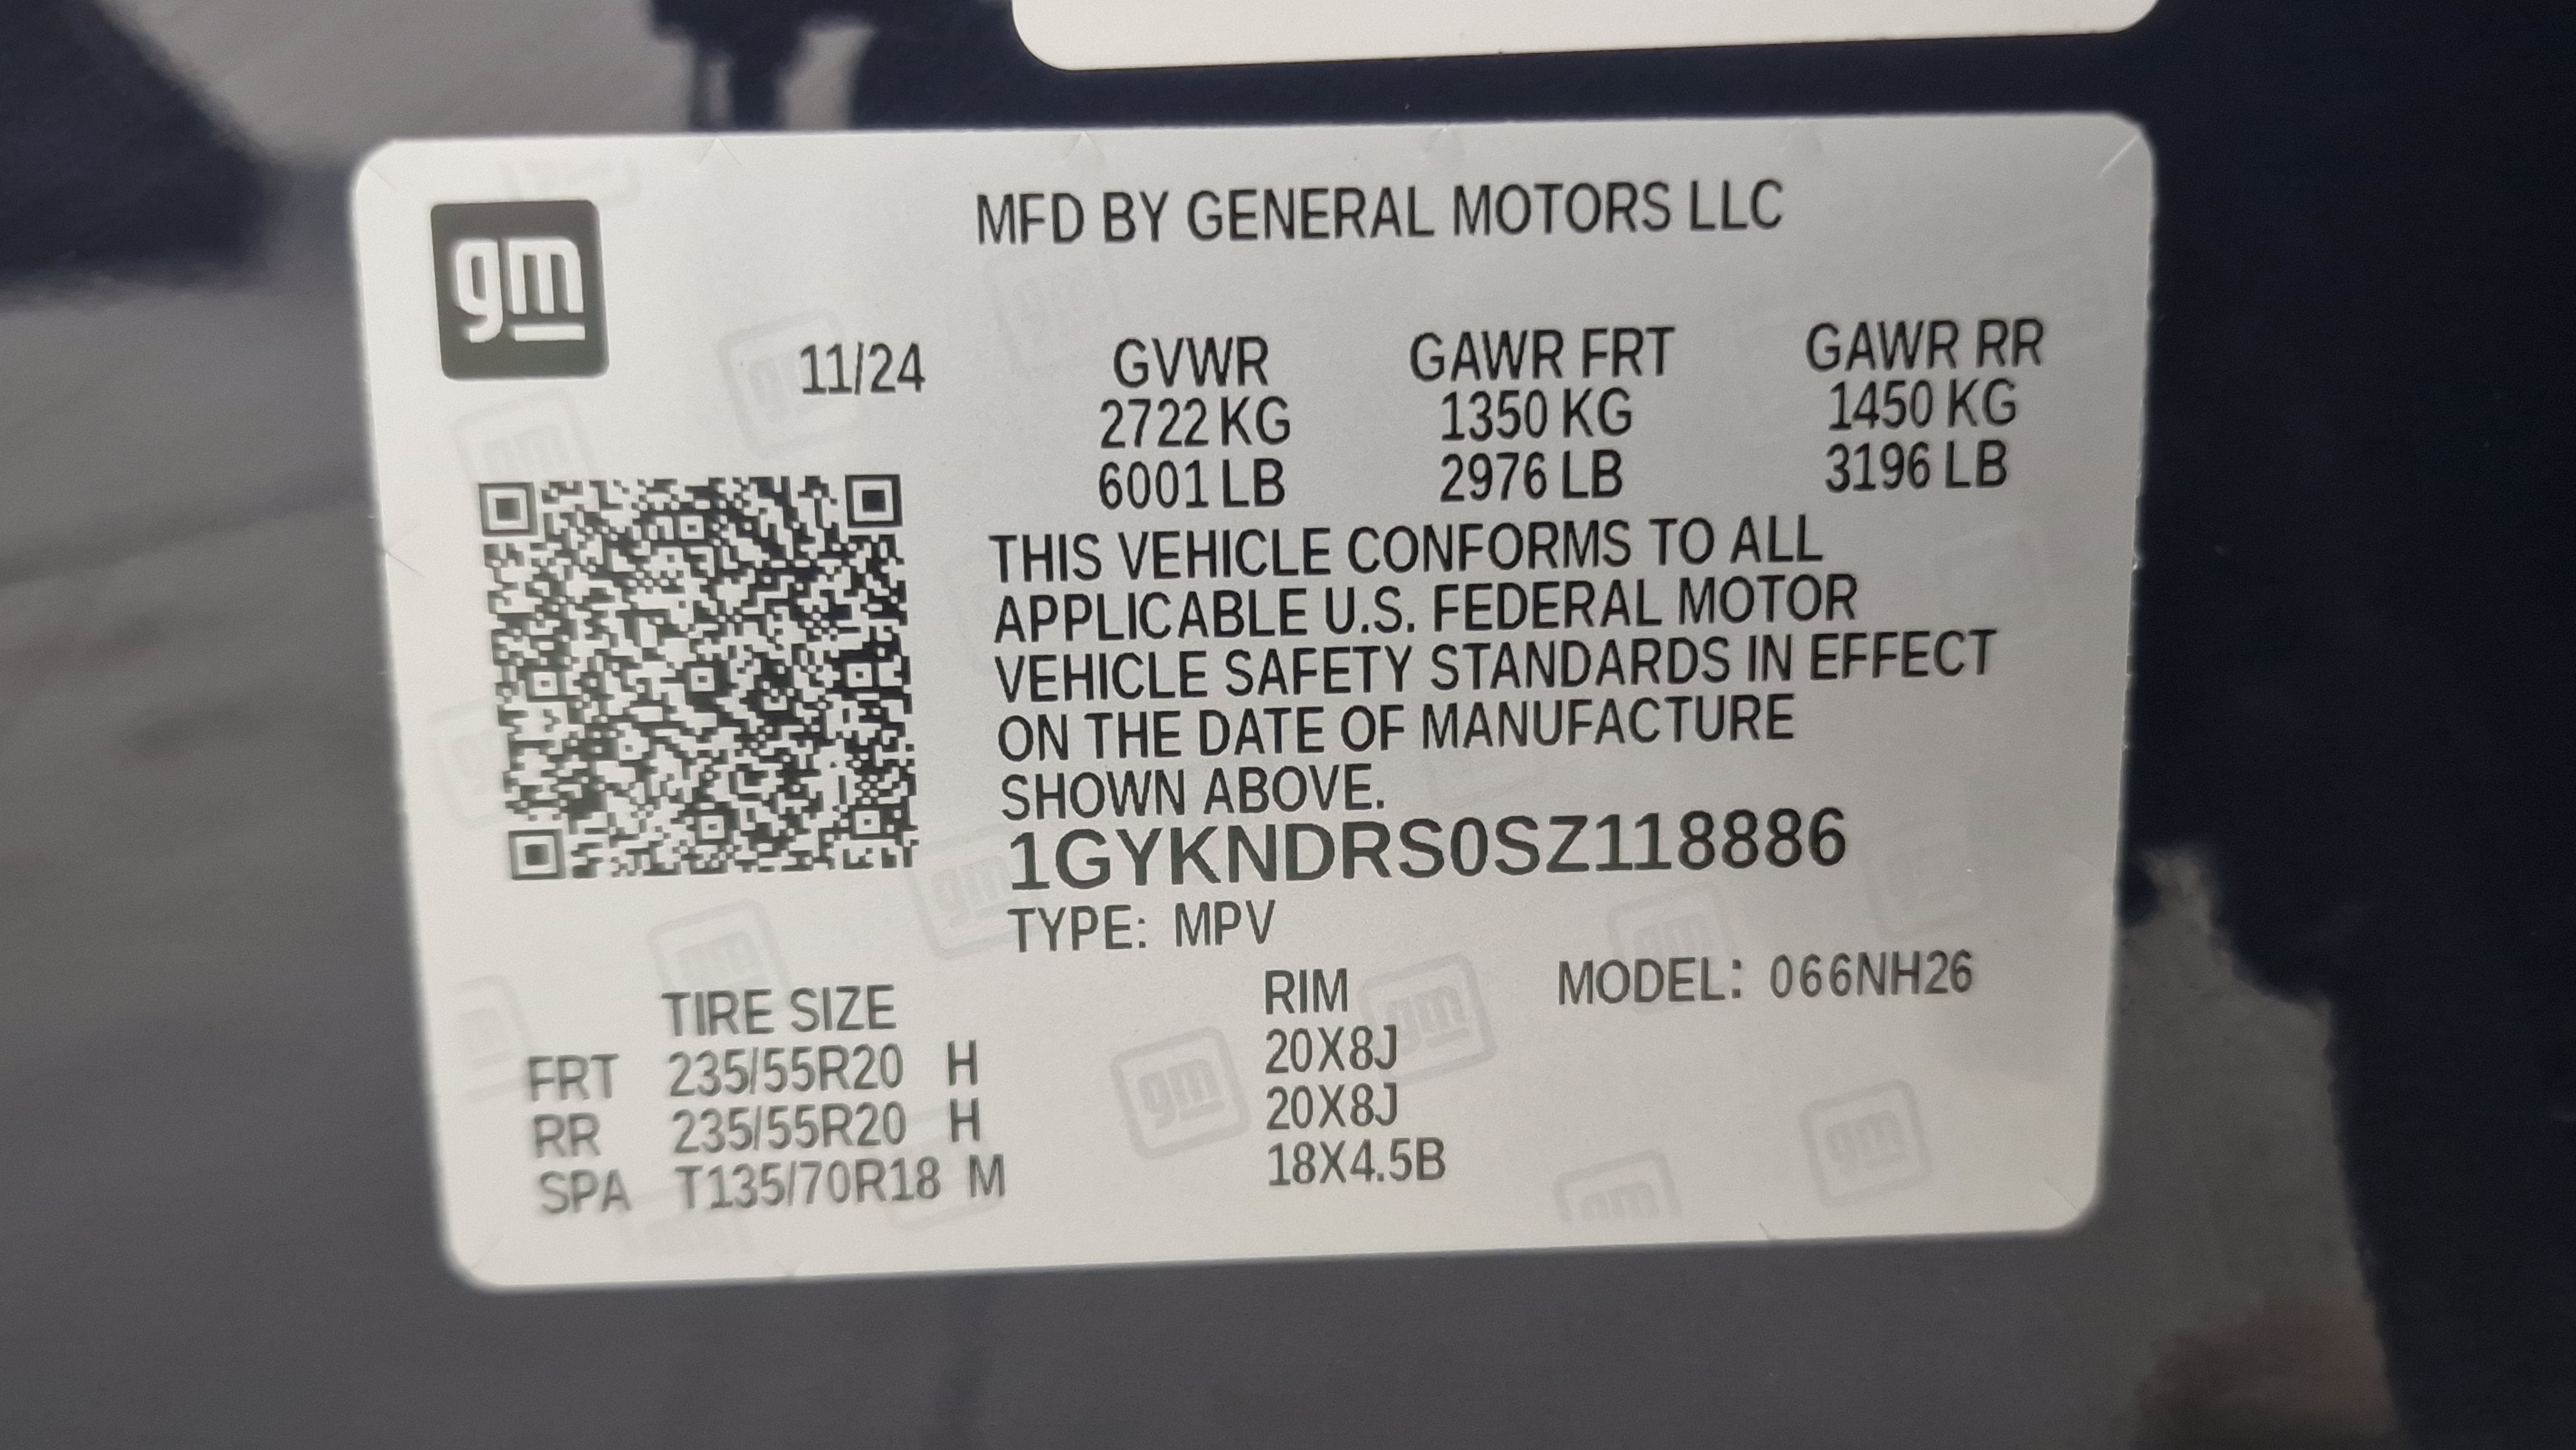 gm
MFD BY GENERAL MOTORS LLC
11/24 GVWR GAWR FRT GAWR RR
2722 KG 1350 KG 1450 KG
6001 LB 2976 LB 3196 LB
THIS VEHICLE CONFORMS TO ALL
APPLICABLE U.S. FEDERAL MOTOR
VEHICLE SAFETY STANDARDS IN EFFECT
ON THE DATE OF MANUFACTURE
SHOWN ABOVE.
1GYKNDRS0SZ118886
TYPE: MPV
TIRE SIZE RIM MODEL: 066NH26
FRT 235/55R20 H 20X8J
RR 235/55R20 H 20X8J
SPA T135/70R18 M 18X4.5B